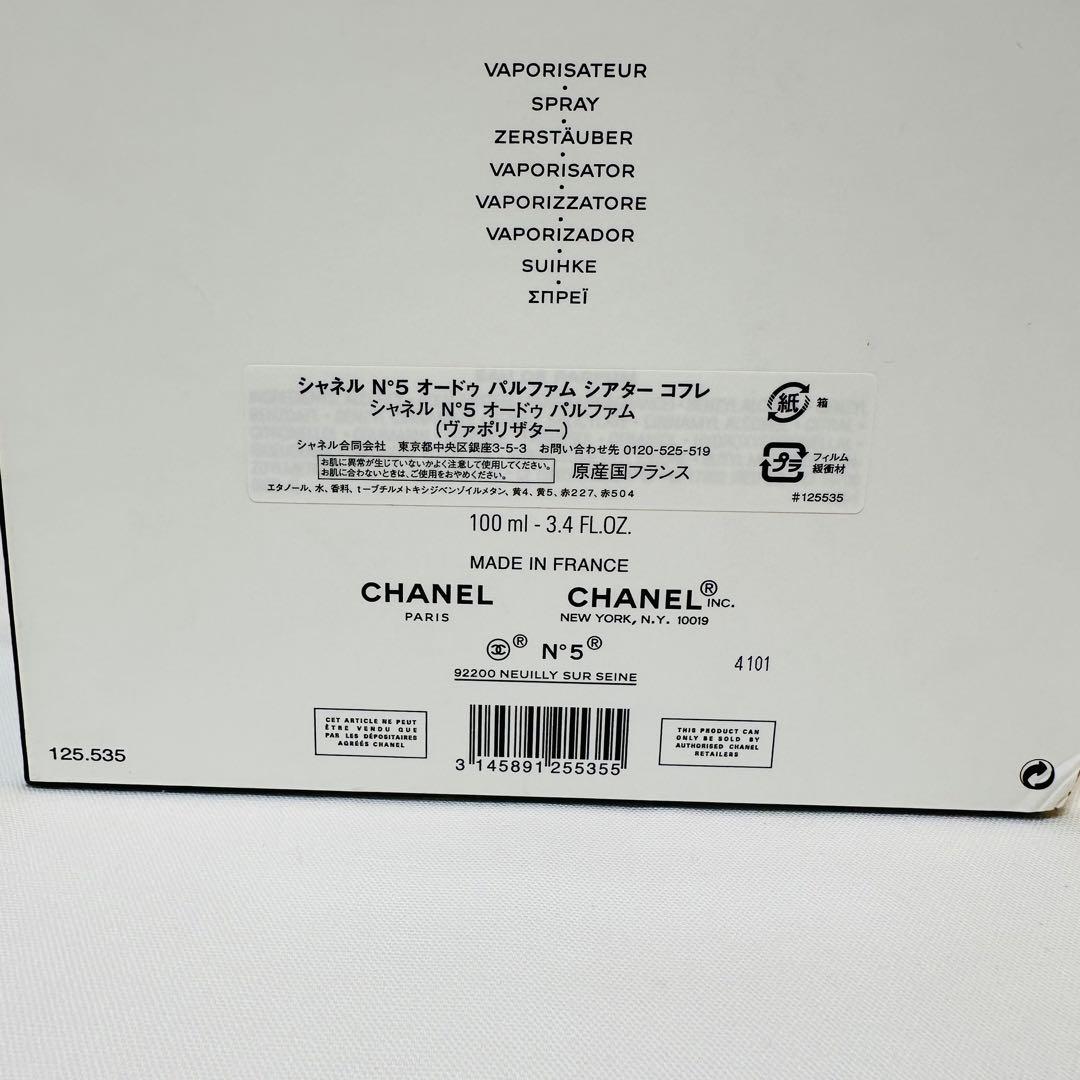 VAPORISATEUR
SPRAY
ZERSTÄUBER
VAPORISATOR
VAPORIZZATORE
VAPORIZADOR
SUIHKE
ΣΠΡΕΪ
シャネル N°5 オードゥ パルファム シアター コフレ
シャネル N°5 オードゥ パルファム
(ヴァポリザター)
シャネル合同会社 東京都中央区銀座3-5-3 お問い合わせ先 0120-525-519
お肌に異常が生じていないかよく注意して使用してください。
お肌に合わないときは、ご使用をおやめください。
原産国フランス
エタノール、水、香料、t-ブチルメトキシジベンゾイルメタン、黄4、黄5、赤227、赤504
紙 箱
プラ フィルム
緩衝材
#125535
100 ml - 3.4 FL.OZ.
MADE IN FRANCE
CHANEL
PARIS
CHANEL® INC.
NEW YORK, N.Y. 10019
® N°5®
92200 NEUILLY SUR SEINE
4101
CET ARTICLE NE PEUT
ÊTRE VENDU QUE
PAR LES DÉPOSITAIRES
AGRÉÉS CHANEL
3 145891 255355
THIS PRODUCT CAN
ONLY BE SOLD BY
AUTHORISED CHANEL
RETAILERS
125.535